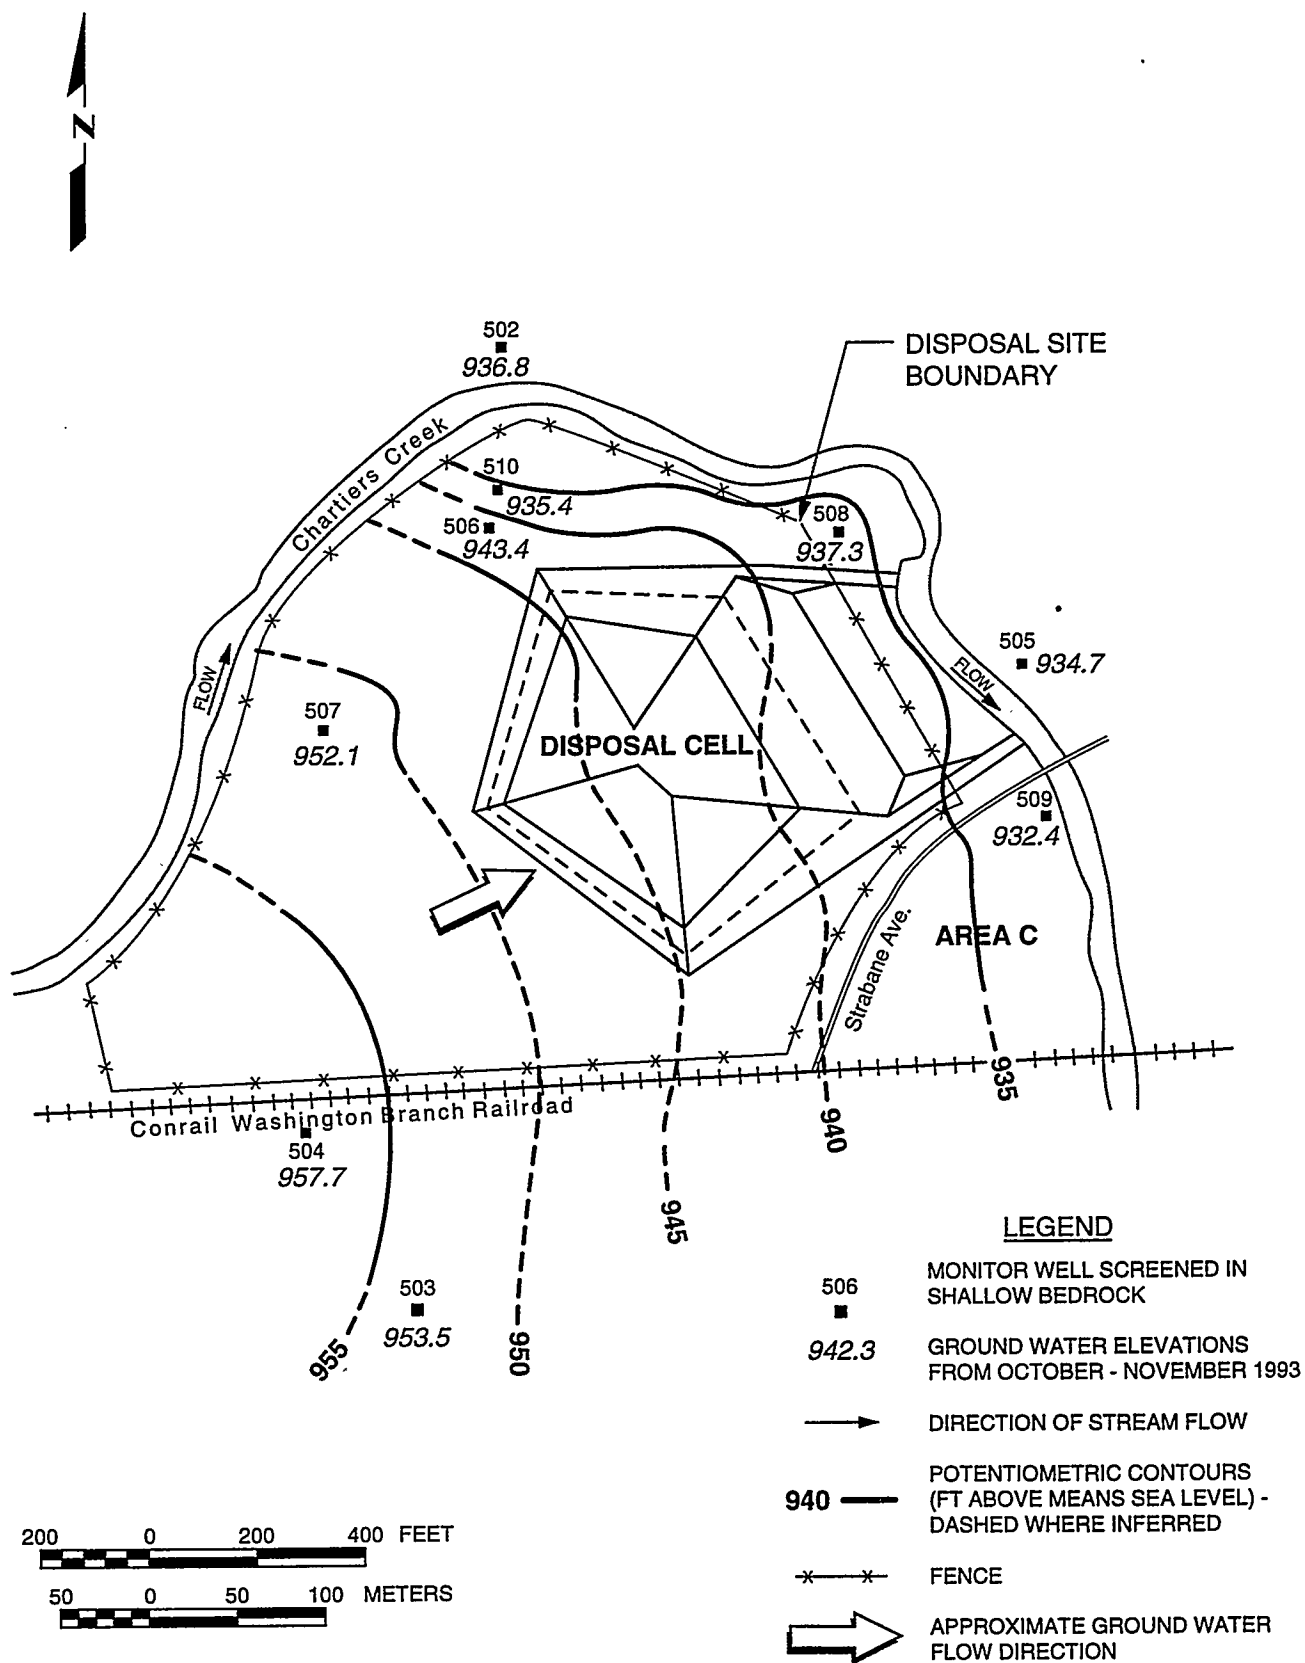 N
502
936.8
DISPOSAL SITE
BOUNDARY
Chartiers Creek
510
935.4
506
943.4
508
937.3
505
934.7
FLOW
FLOW
507
952.1
DISPOSAL CELL
509
932.4
AREA C
Strabane Ave.
Conrail Washington Branch Railroad
504
957.7
935
940
945
503
953.5
955
950
LEGEND
506
942.3
MONITOR WELL SCREENED IN
SHALLOW BEDROCK
GROUND WATER ELEVATIONS
FROM OCTOBER - NOVEMBER 1993
DIRECTION OF STREAM FLOW
940
POTENTIOMETRIC CONTOURS
(FT ABOVE MEANS SEA LEVEL) -
DASHED WHERE INFERRED
FENCE
APPROXIMATE GROUND WATER
FLOW DIRECTION
200 0 200 400 FEET
50 0 50 100 METERS